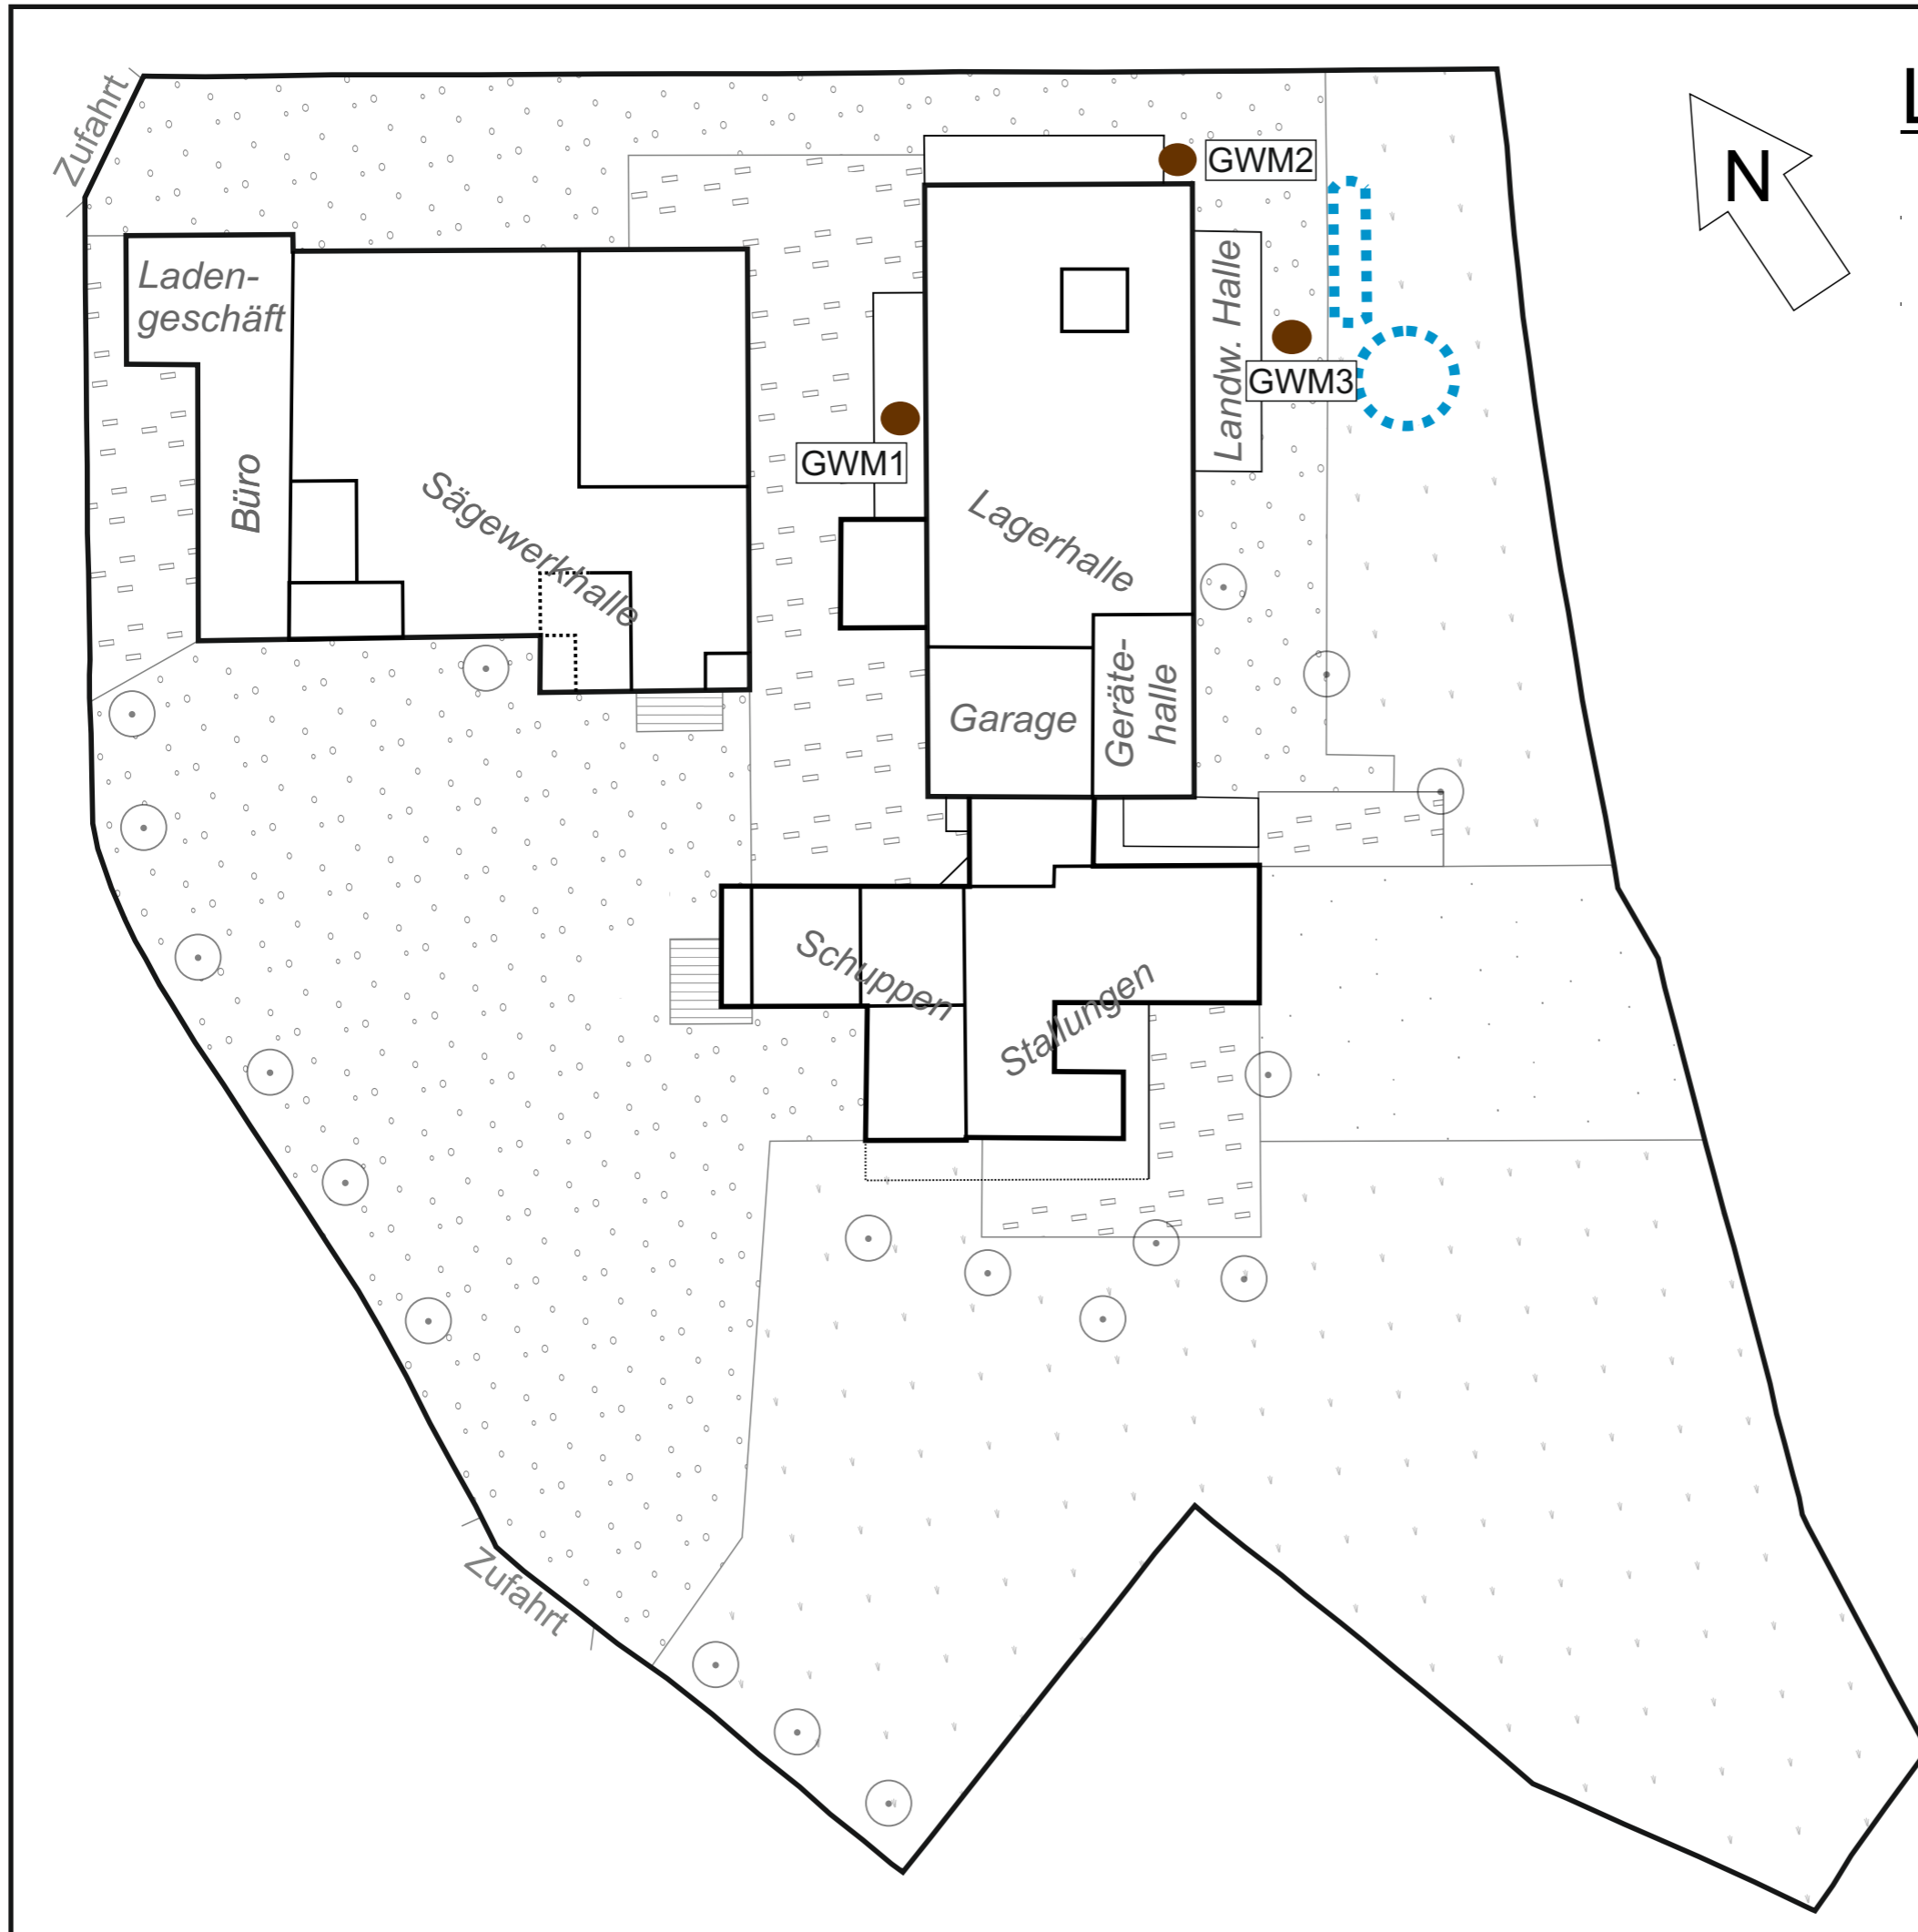 L
N
Zufahrt
GWM2
Laden-
geschäft
Landw. Halle
GWM3
GWM1
Büro
Sägewerkhalle
Lagerhalle
Garage
Geräte-
halle
Schuppen
Stallungen
Zufahrt